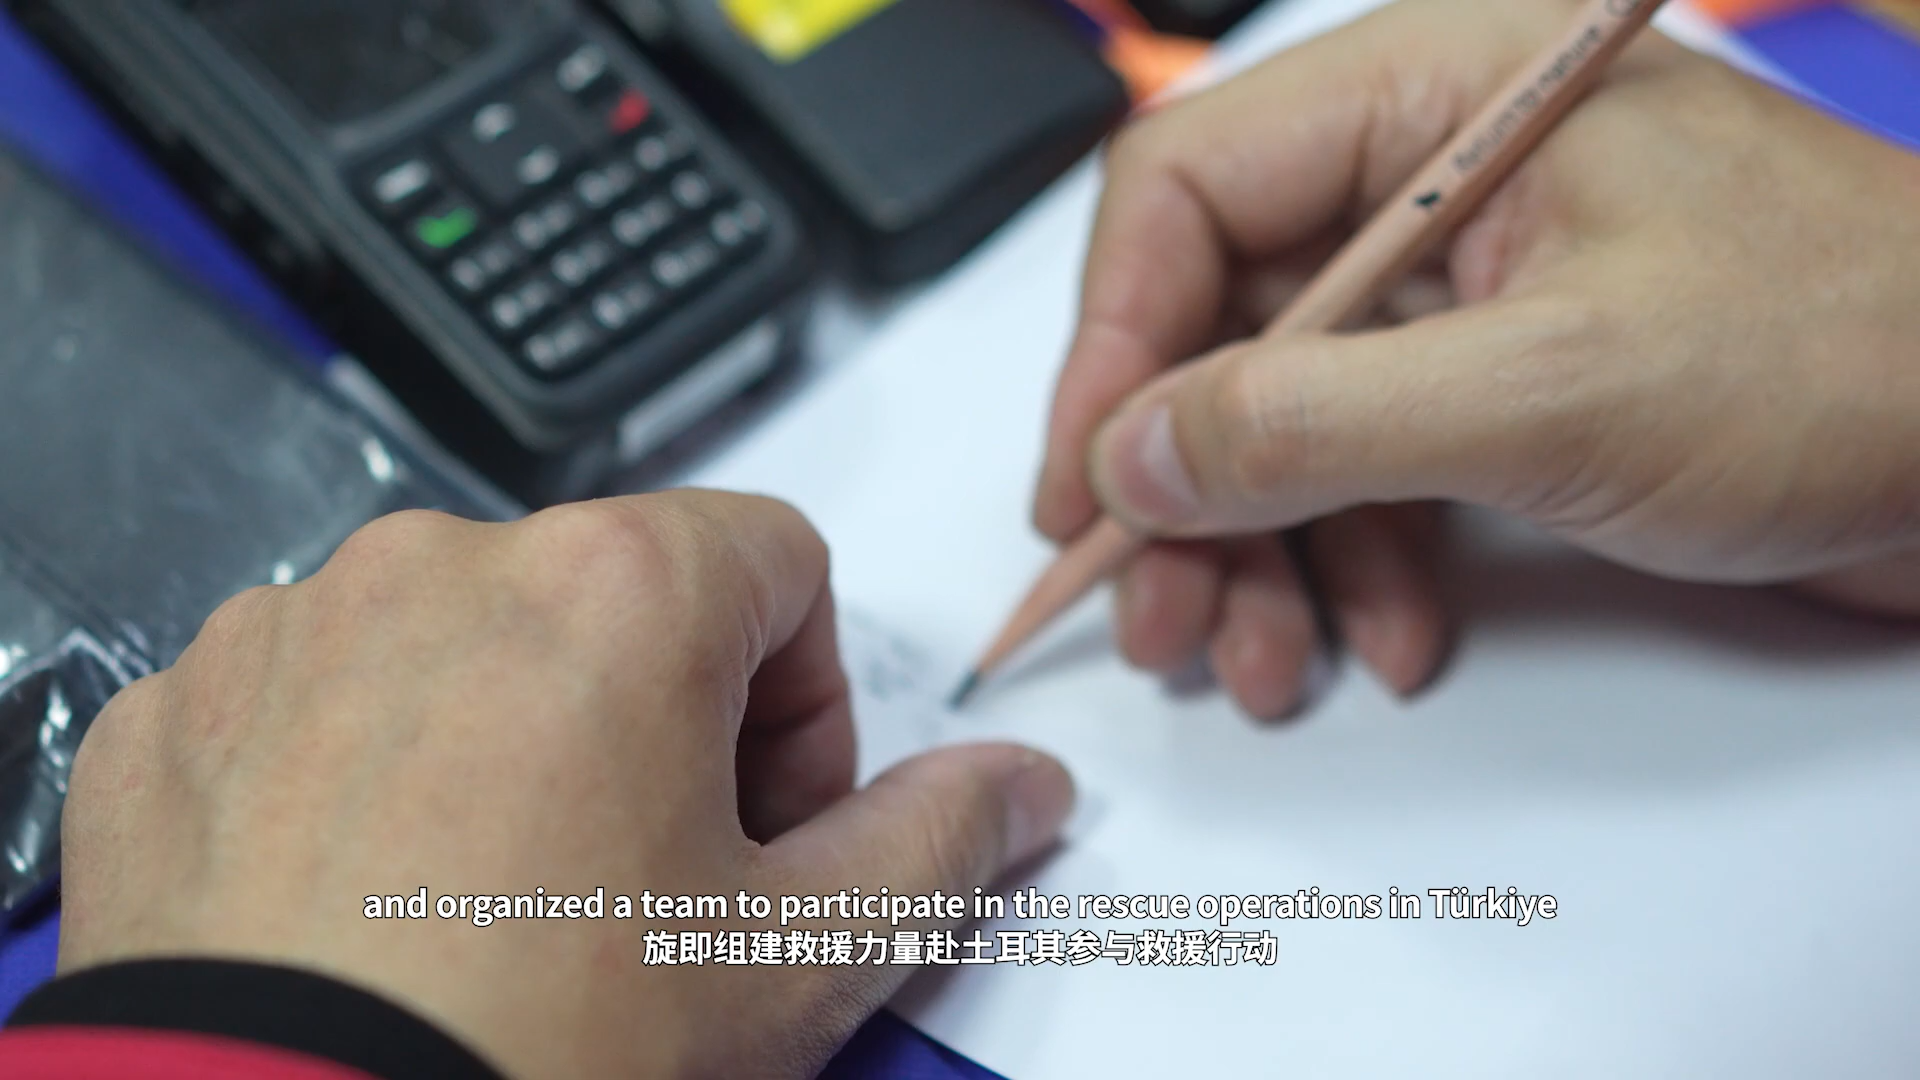 and organized a team to participate in the rescue operations in Türkiye
旋即组建救援力量赴土耳其参与救援行动